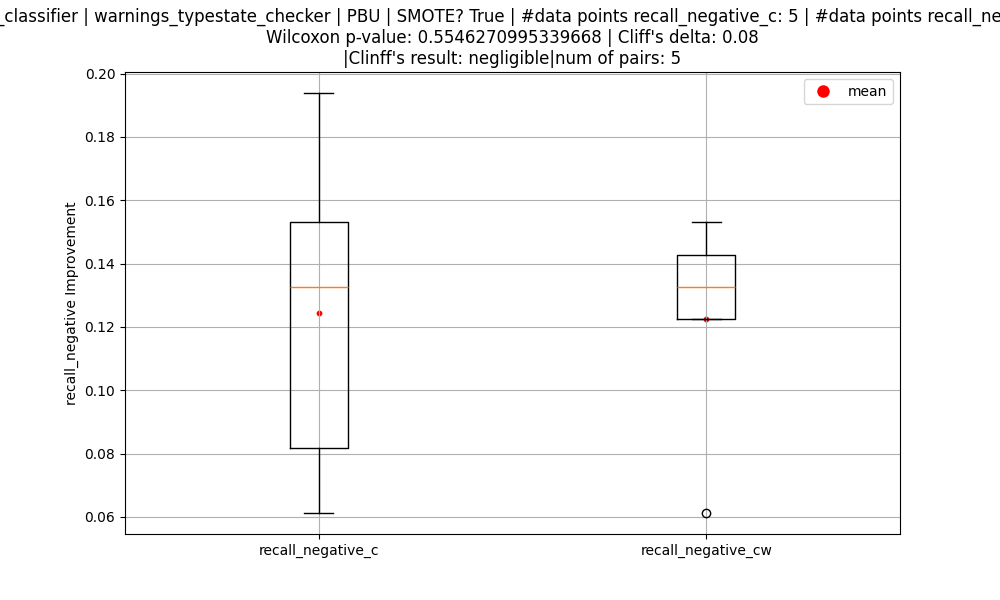 _classifier | warnings_typestate_checker | PBU | SMOTE? True | #data points recall_negative_c: 5 | #data points recall_ne
Wilcoxon p-value: 0.5546270995339668 | Cliff's delta: 0.08
|Clinff's result: negligible|num of pairs: 5
mean
0.20
0.18
0.16
0.14
0.12
0.10
0.08
0.06
recall_negative Improvement
recall_negative_c
recall_negative_cw